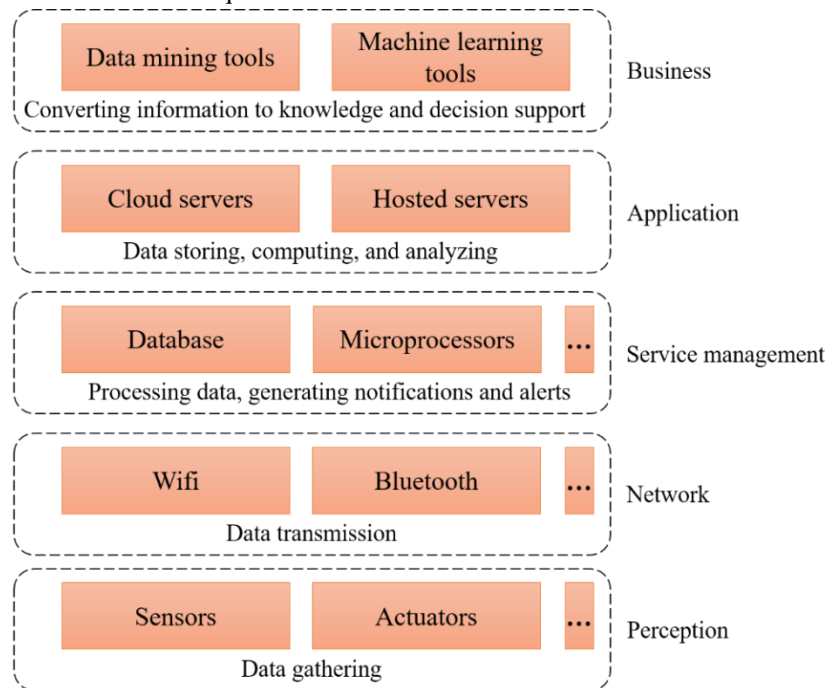 Data mining tools
Machine learning
tools
Converting information to knowledge and decision support
Business
Cloud servers
Hosted servers
Data storing, computing, and analyzing
Application
Database
Microprocessors
...
Processing data, generating notifications and alerts
Service management
Wifi
Bluetooth
...
Data transmission
Network
Sensors
Actuators
...
Data gathering
Perception